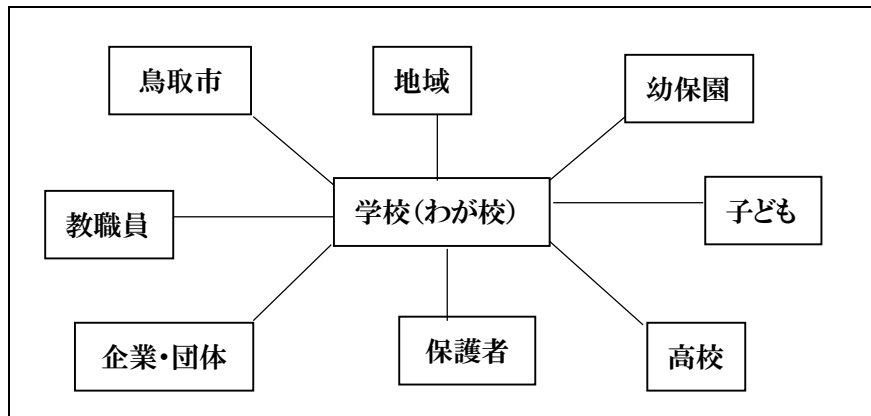 鳥取市
地域
幼保園
教職員
学校(わが校)
子ども
企業・団体
保護者
高校